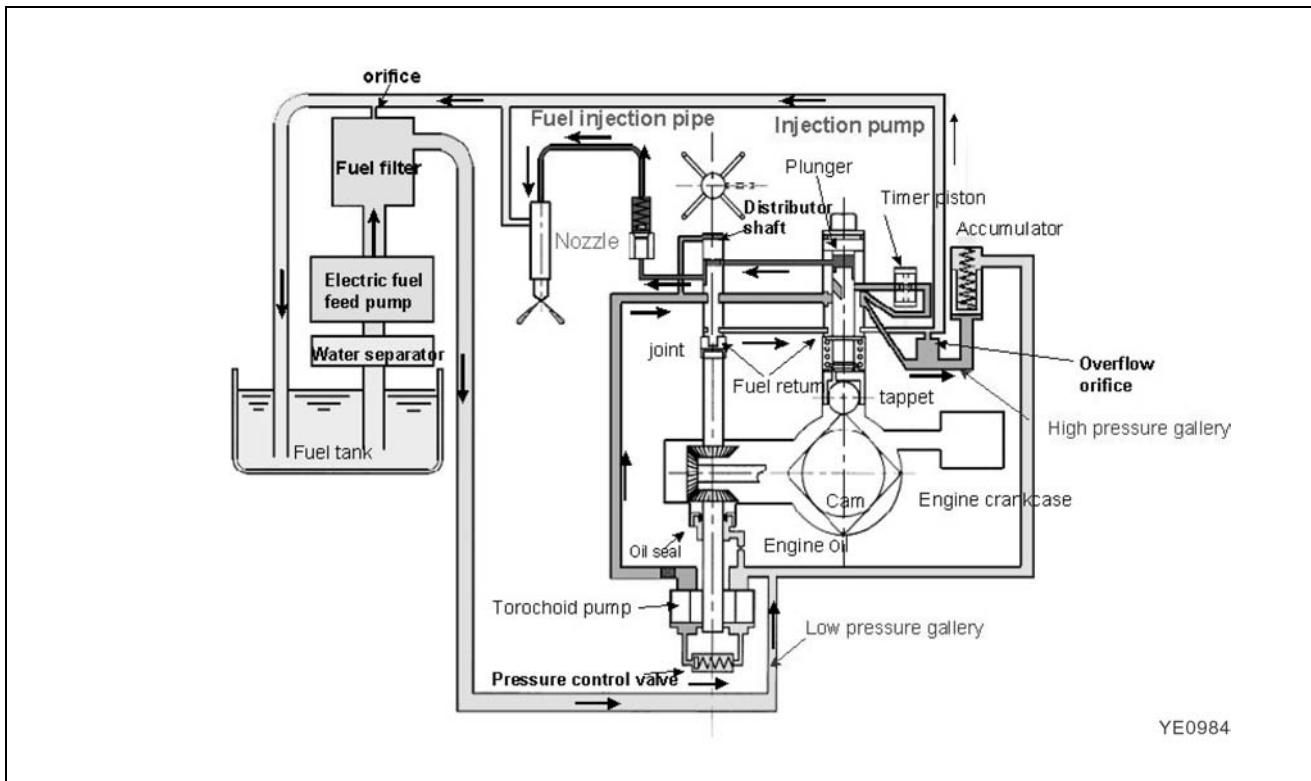 orifice
Fuel injection pipe
Injection pump
Fuel filter
Plunger
Timer piston
Distributor
shaft
Accumulator
Nozzle
Electric fuel
feed pump
Water separator
joint
Fuel return
tappet
Overflow
orifice
High pressure gallery
Fuel tank
Cam
Engine crankcase
Oil seal
Engine Oil
Torochoid pump
Low pressure gallery
Pressure control valve
YE0984